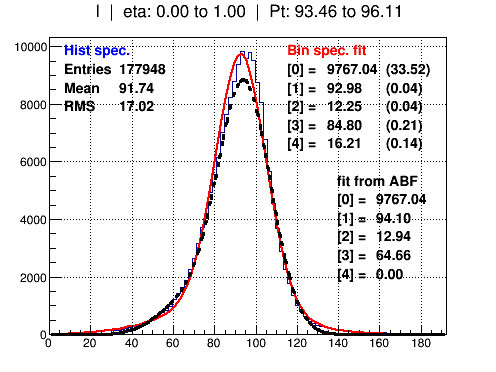 I | eta: 0.00 to 1.00 | Pt: 93.46 to 96.11
Hist spec.
Entries 177948
Mean 91.74
RMS 17.02
Bin spec. fit
[0] = 9767.04 (33.52)
[1] = 92.98 (0.04)
[2] = 12.25 (0.04)
[3] = 84.80 (0.21)
[4] = 16.21 (0.14)
fit from ABF
[0] = 9767.04
[1] = 94.10
[2] = 12.94
[3] = 64.66
[4] = 0.00
10000
8000
6000
4000
2000
0
0 20 40 60 80 100 120 140 160 180